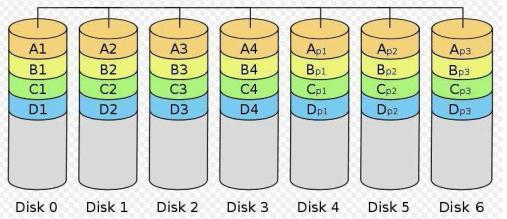 A1 A2 A3 A4 Ap1 Ap2 Ap3
B1 B2 B3 B4 Bp1 Bp2 Bp3
C1 C2 C3 C4 Cp1 Cp2 Cp3
D1 D2 D3 D4 Dp1 Dp2 Dp3
Disk 0 Disk 1 Disk 2 Disk 3 Disk 4 Disk 5 Disk 6